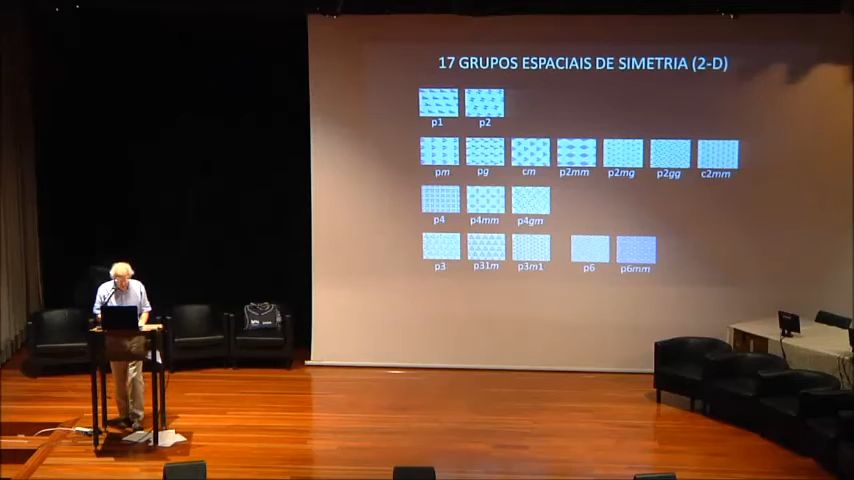 17 GRUPOS ESPACIAIS DE SIMETRIA (2-D)
p1 p2
pm pg cm p2mm p2mg p2gg c2mm
p4 p4mm p4gm
p3 p31m p3m1 p6 p6mm